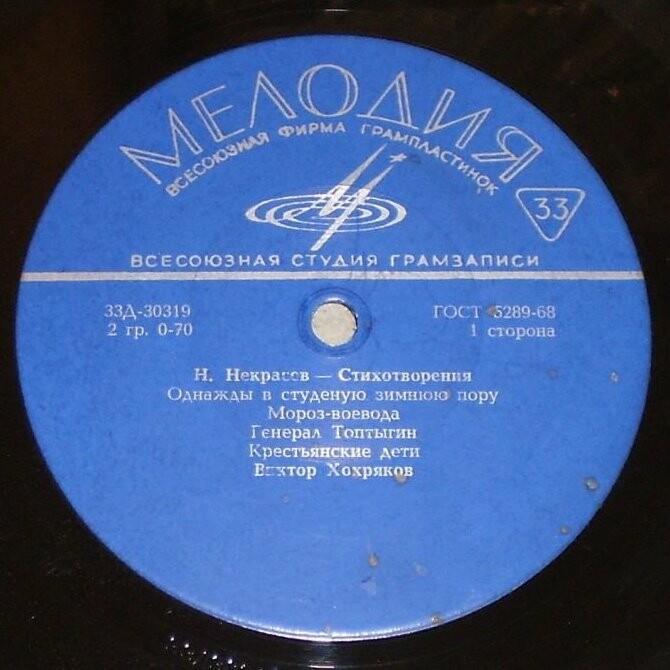 МЕЛОДИЯ
ВСЕСОЮЗНАЯ ФИРМА ГРАМПЛАСТИНОК
33
ВСЕСОЮЗНАЯ СТУДИЯ ГРАМЗАПИСИ
33Д-30319
ГОСТ 5289-68
2 гр. 0-70
1 сторона
Н. Некрасов — Стихотворения
Однажды в студеную зимнюю пору
Мороз-воевода
Генерал Топтыгин
Крестьянские дети
Виктор Хохряков